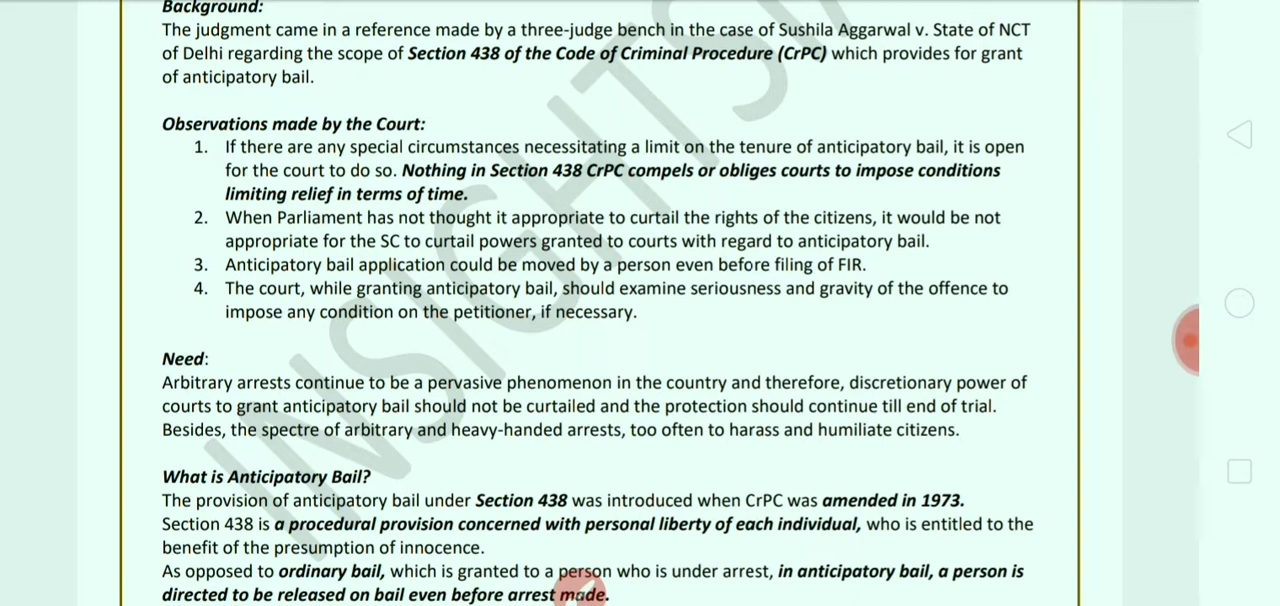 Background:
The judgment came in a reference made by a three-judge bench in the case of Sushila Aggarwal v. State of NCT
of Delhi regarding the scope of Section 438 of the Code of Criminal Procedure (CrPC) which provides for grant
of anticipatory bail.
Observations made by the Court:
1. If there are any special circumstances necessitating a limit on the tenure of anticipatory bail, it is open
for the court to do so. Nothing in Section 438 CrPC compels or obliges courts to impose conditions
limiting relief in terms of time.
2. When Parliament has not thought it appropriate to curtail the rights of the citizens, it would be not
appropriate for the SC to curtail powers granted to courts with regard to anticipatory bail.
3. Anticipatory bail application could be moved by a person even before filing of FIR.
4. The court, while granting anticipatory bail, should examine seriousness and gravity of the offence to
impose any condition on the petitioner, if necessary.
Need:
Arbitrary arrests continue to be a pervasive phenomenon in the country and therefore, discretionary power of
courts to grant anticipatory bail should not be curtailed and the protection should continue till end of trial.
Besides, the spectre of arbitrary and heavy-handed arrests, too often to harass and humiliate citizens.
What is Anticipatory Bail?
The provision of anticipatory bail under Section 438 was introduced when CrPC was amended in 1973.
Section 438 is a procedural provision concerned with personal liberty of each individual, who is entitled to the
benefit of the presumption of innocence.
As opposed to ordinary bail, which is granted to a person who is under arrest, in anticipatory bail, a person is
directed to be released on bail even before arrest made.
INSIGHTS